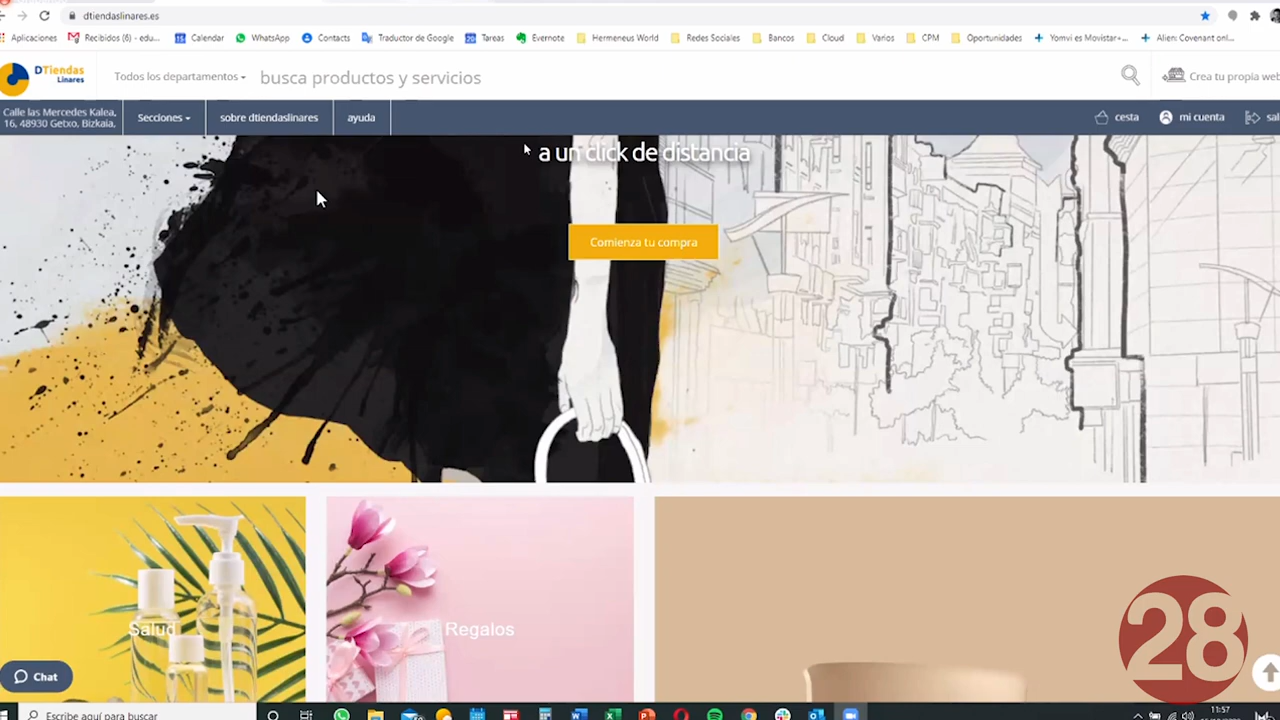 dtiendaslinares.es
Aplicaciones
Recibidos (6) - edu...
Calendar
WhatsApp
Contacts
Traductor de Google
Tareas
Evernote
Hermeneus World
Redes Sociales
Bancos
Cloud
Varios
CPM
Oportunidades
Yomvi es Movistar+...
Alien: Covenant onl...
DTiendas
Linares
Todos los departamentos
busca productos y servicios
Crea tu propia web
Calle las Mercedes Kalea,
16, 48930 Getxo, Bizkaia,
Secciones
sobre dtiendaslinares
ayuda
cesta
mi cuenta
sal
a un click de distancia
Comienza tu compra
Salud
Regalos
Chat
28
Escribe aquí para buscar
11:57